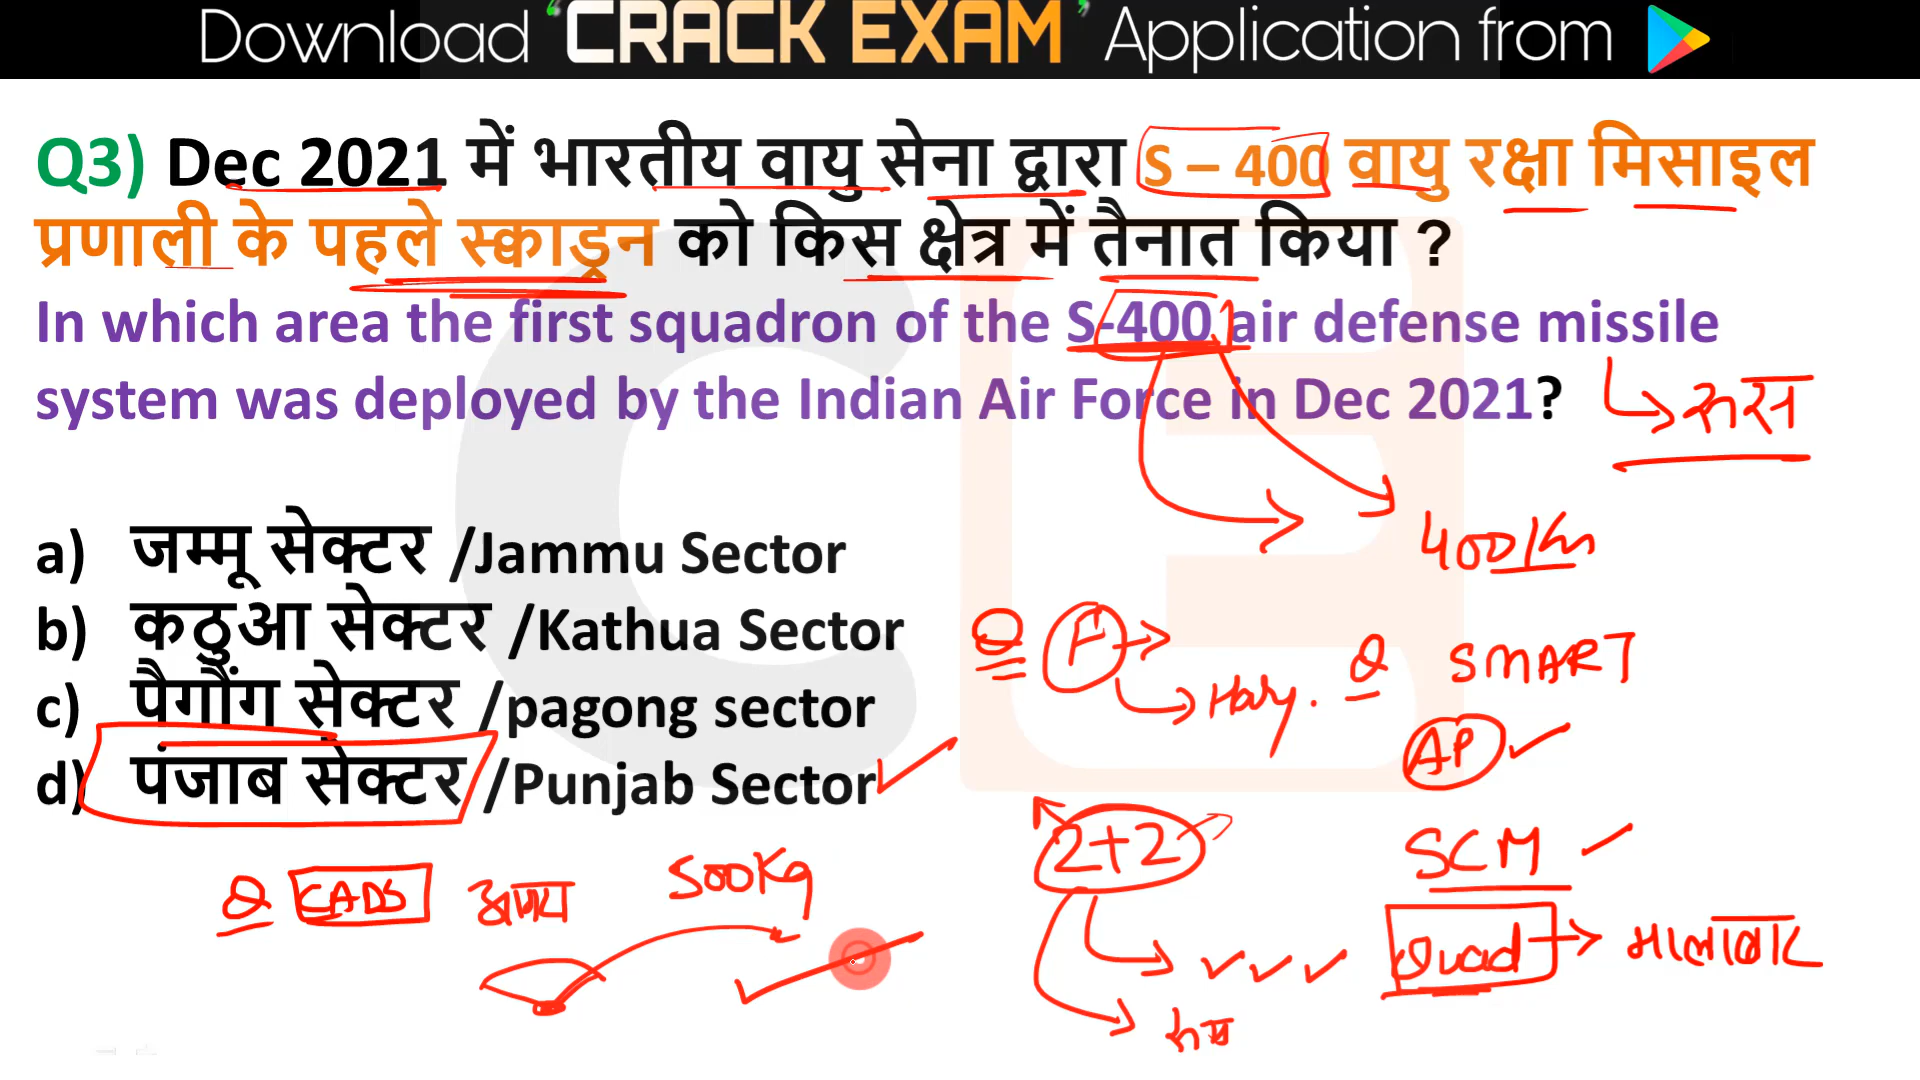 Download ‘CRACK EXAM’ Application from
Q3) Dec 2021 में भारतीय वायु सेना द्वारा S – 400 वायु रक्षा मिसाइल
प्रणाली के पहले स्क्वाड्रन को किस क्षेत्र में तैनात किया ?
In which area the first squadron of the S-400 air defense missile
system was deployed by the Indian Air Force in Dec 2021?
रूस
400Km
a) जम्मू सेक्टर /Jammu Sector
b) कठुआ सेक्टर /Kathua Sector
c) पैगौंग सेक्टर /pagong sector
d) पंजाब सेक्टर /Punjab Sector
Q F
Hary.
Q SMART
AP
2+2
SCM
Q CADS 500Kg
Quad → मालाबार